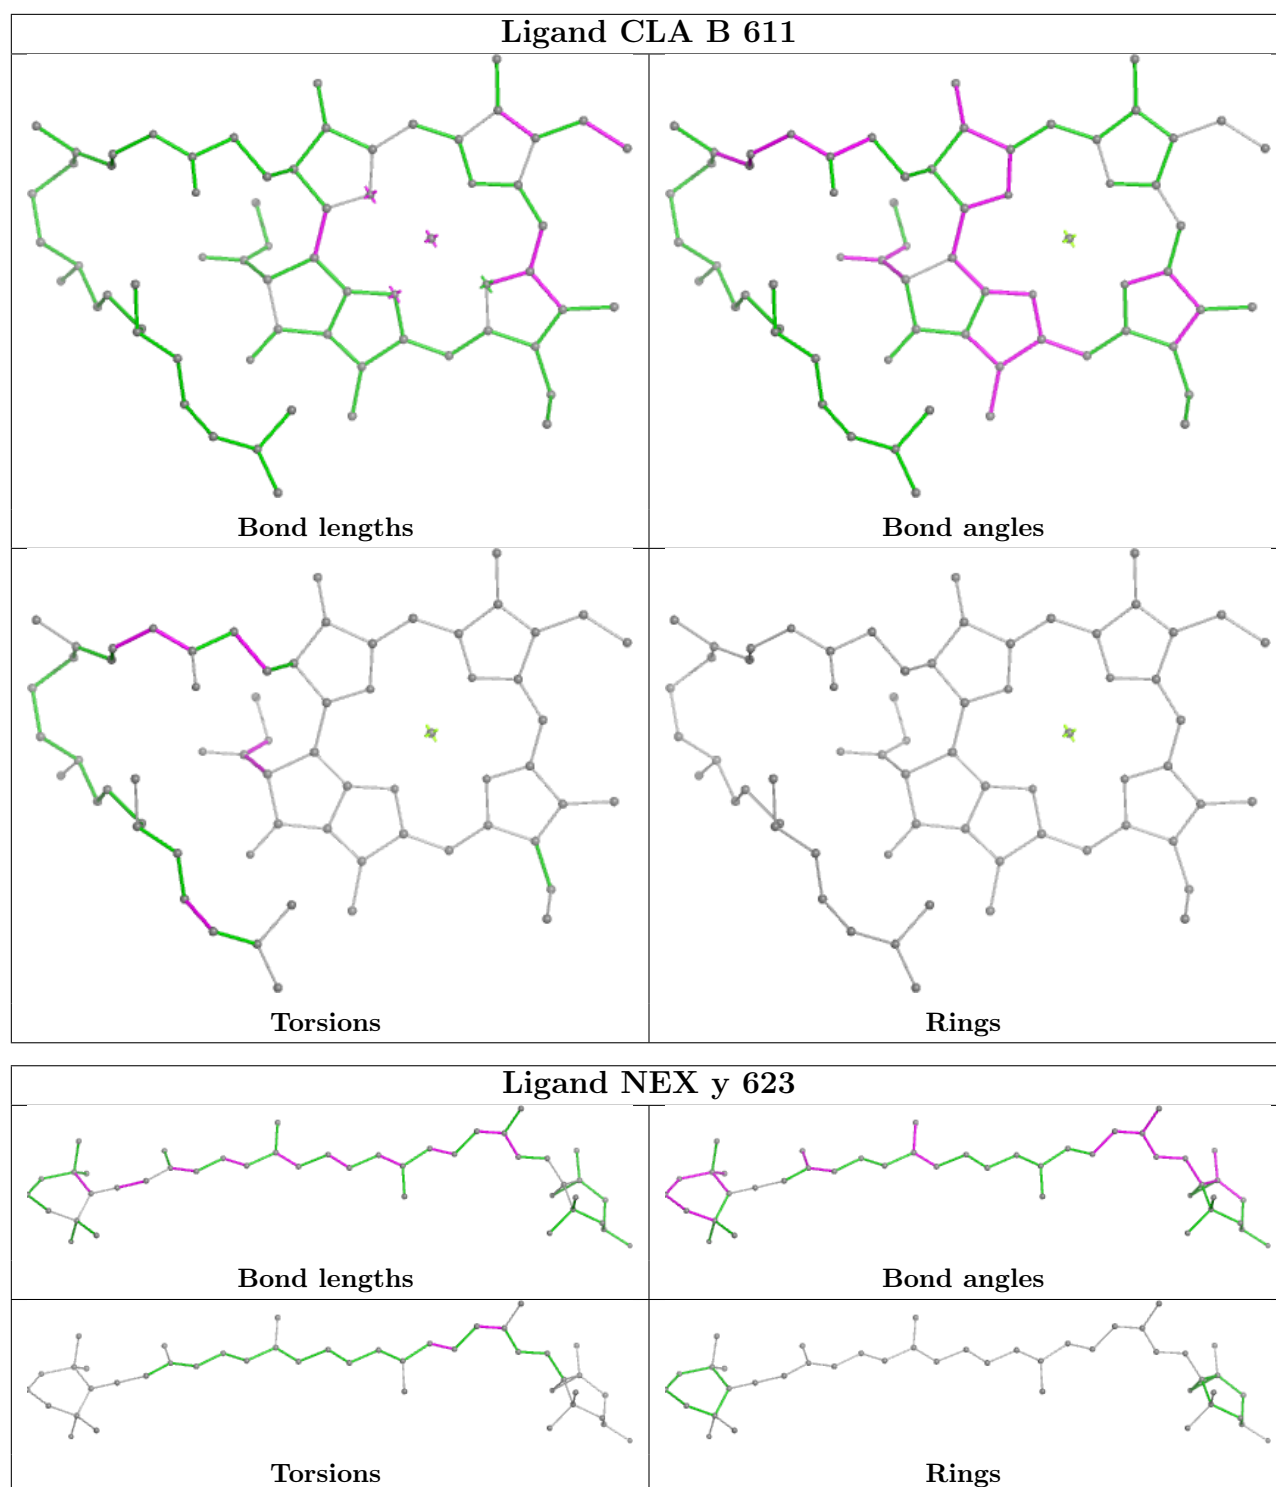 Ligand CLA B 611
Bond lengths
Bond angles
Torsions
Rings
Ligand NEX y 623
Bond lengths
Bond angles
Torsions
Rings